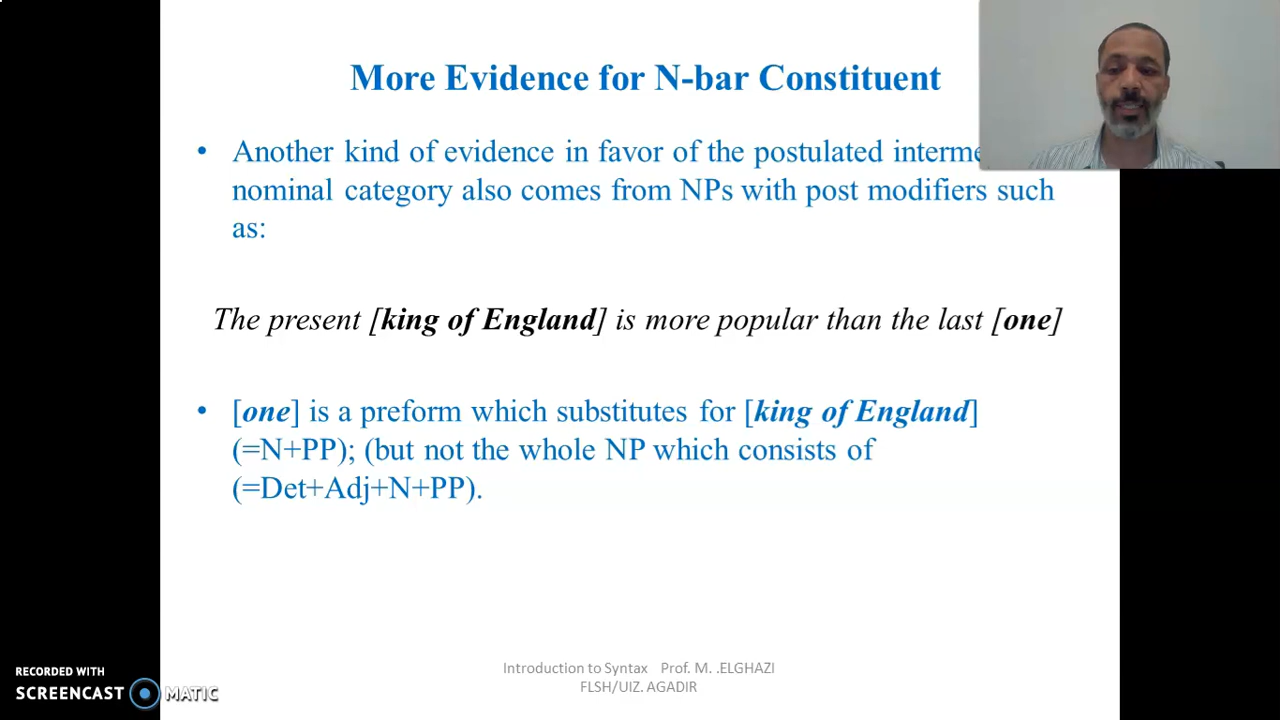 More Evidence for N-bar Constituent
• Another kind of evidence in favor of the postulated interme
nominal category also comes from NPs with post modifiers such
as:
The present [king of England] is more popular than the last [one]
• [one] is a preform which substitutes for [king of England]
(=N+PP); (but not the whole NP which consists of
(=Det+Adj+N+PP).
Introduction to Syntax Prof. M. .ELGHAZI
FLSH/UIZ. AGADIR
RECORDED WITH
SCREENCAST MATIC